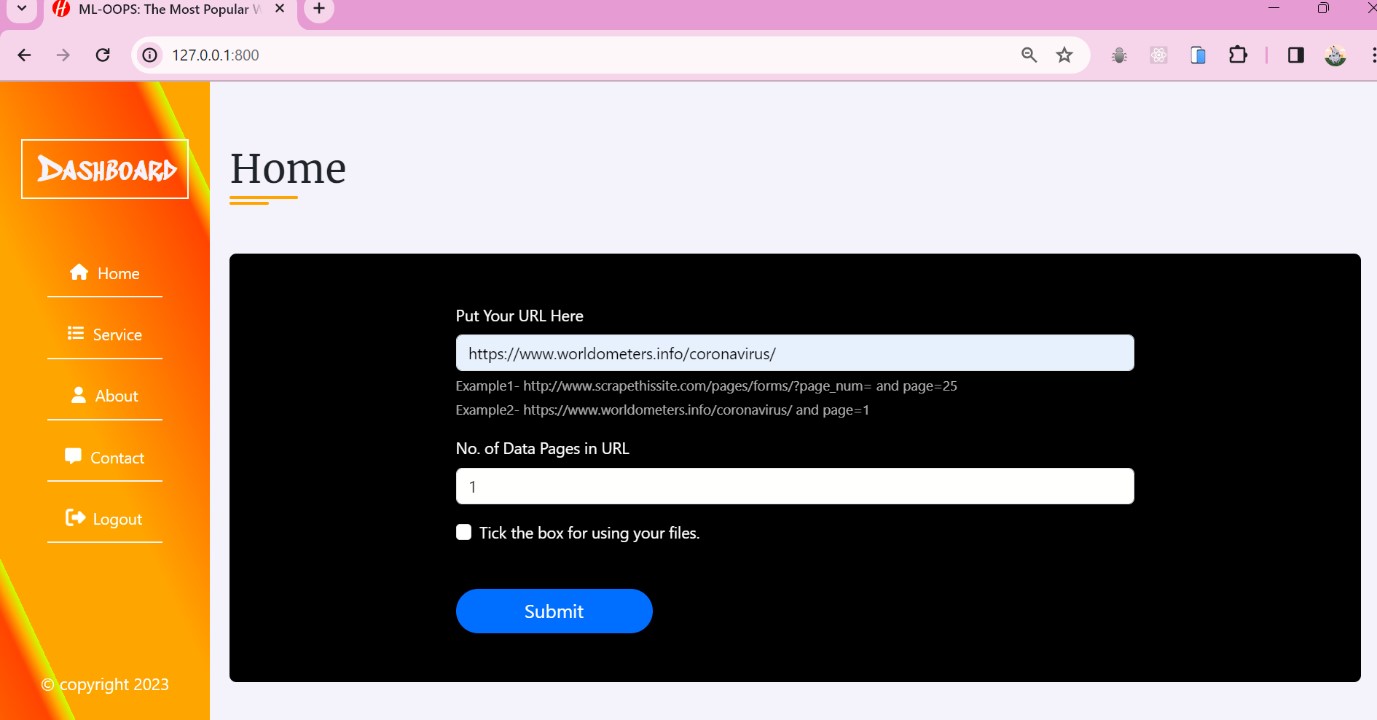 ML-OOPS: The Most Popular
127.0.0.1:800
DASHBOARD
Home
Service
About
Contact
Logout
© copyright 2023
Home
Put Your URL Here
https://www.worldometers.info/coronavirus/
Example1- http://www.scrapethissite.com/pages/forms/?page_num= and page=25
Example2- https://www.worldometers.info/coronavirus/ and page=1
No. of Data Pages in URL
1
Tick the box for using your files.
Submit